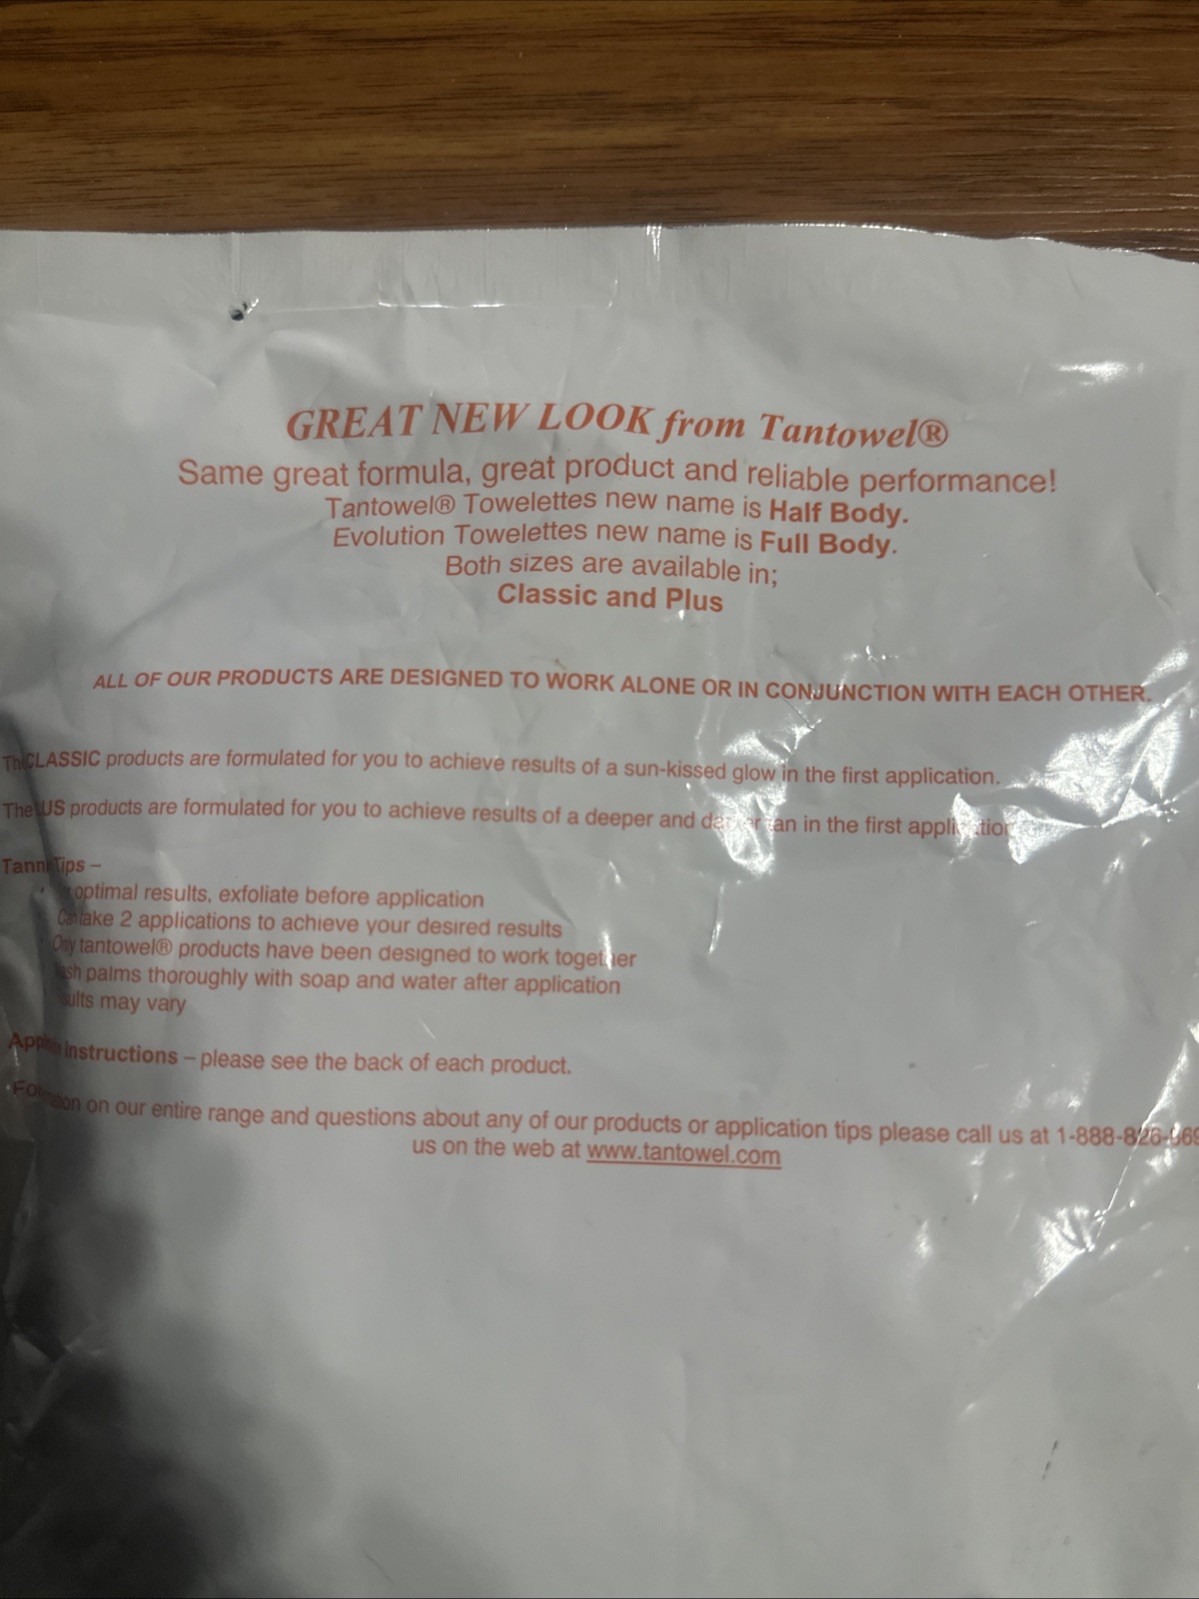 GREAT NEW LOOK from Tantowel®
Same great formula, great product and reliable performance!
Tantowel® Towelettes new name is Half Body.
Evolution Towelettes new name is Full Body.
Both sizes are available in;
Classic and Plus
ALL OF OUR PRODUCTS ARE DESIGNED TO WORK ALONE OR IN CONJUNCTION WITH EACH OTHER.
CLASSIC products are formulated for you to achieve results of a sun-kissed glow in the first application.
The products are formulated for you to achieve results of a deeper and tan in the first
Tips –
optimal results, exfoliate before application
take 2 applications to achieve your desired results
Only tantowel® products have been designed to work together
palms thoroughly with soap and water after application
may vary
Instructions – please see the back of each product.
on our entire range and questions about any of our products or application tips please call us at
us on the web at www.tantowel.com